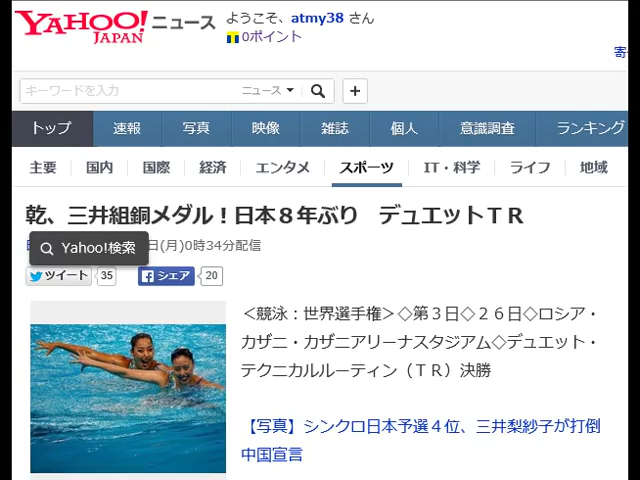 YAHOO! ニュース
JAPAN
ようこそ、atmy38 さん
0ポイント
寄
キーワードを入力
ニュース
トップ 速報 写真 映像 雑誌 個人 意識調査 ランキング
主要 国内 国際 経済 エンタメ スポーツ IT・科学 ライフ 地域
乾、三井組銅メダル！日本８年ぶり　デュエットＴＲ
Yahoo!検索 日(月)0時34分配信
ツイート 35 シェア 20
＜競泳：世界選手権＞◇第３日◇２６日◇ロシア・
カザニ・カザニアリーナスタジアム◇デュエット・
テクニカルルーティン（ＴＲ）決勝
【写真】シンクロ日本予選４位、三井梨紗子が打倒
中国宣言